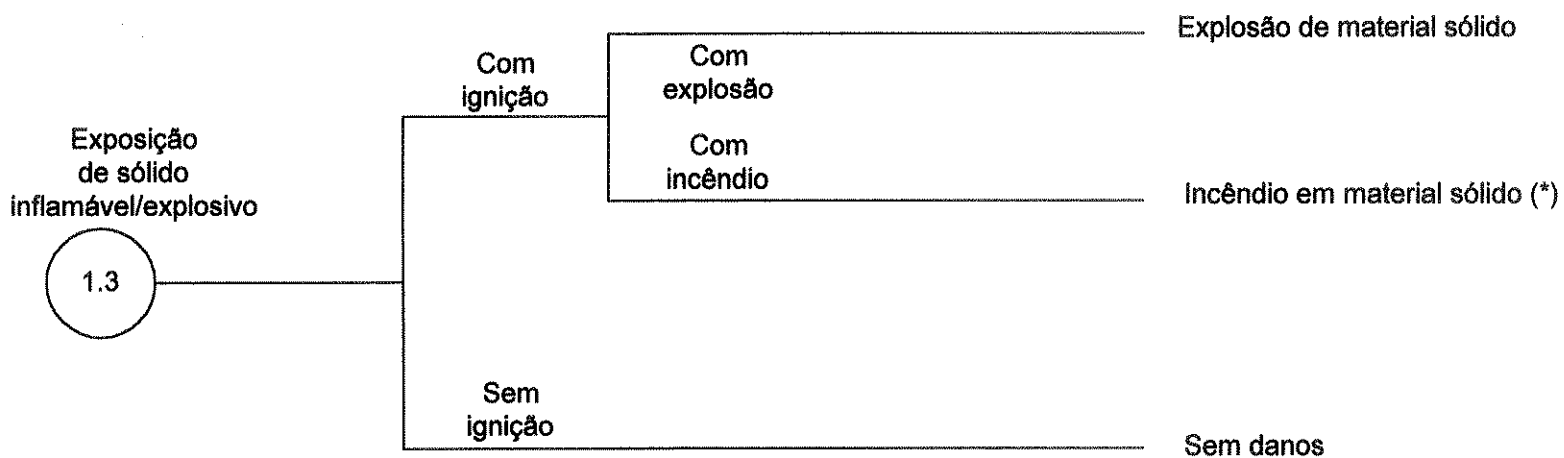 Explosão de material sólido
Com
ignição
Com
explosão
Exposição
de sólido
inflamável/explosivo
Com
incêndio
Incêndio em material sólido (*)
1.3
Sem
ignição
Sem danos